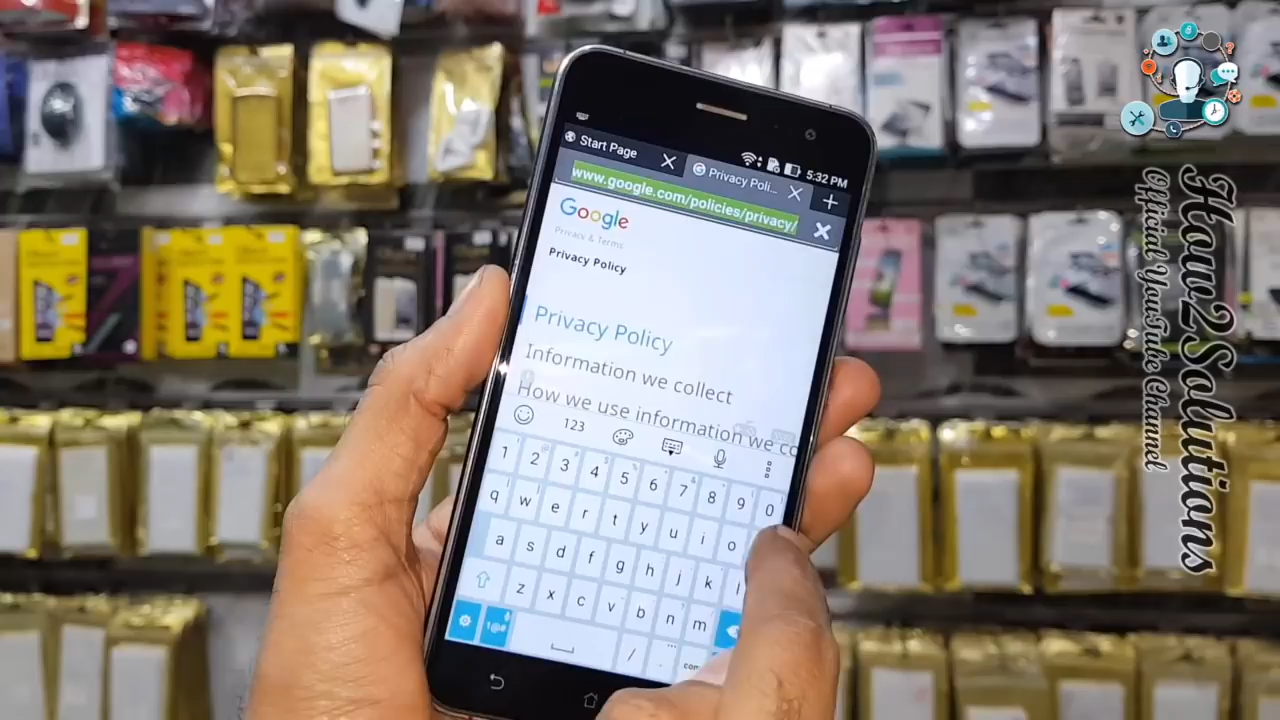 Start Page
Privacy Poli...
5:32 PM
www.google.com/policies/privacy/
Google
Privacy & Terms
Privacy Policy
Privacy Policy
Information we collect
How we use information we co
123
1 2 3 4 5 6 7 8 9 0
q w e r t y u i o
a s d f g h j k l
z x c v b n m
1@# / . com
How2Solutions
Official YouTube Channel